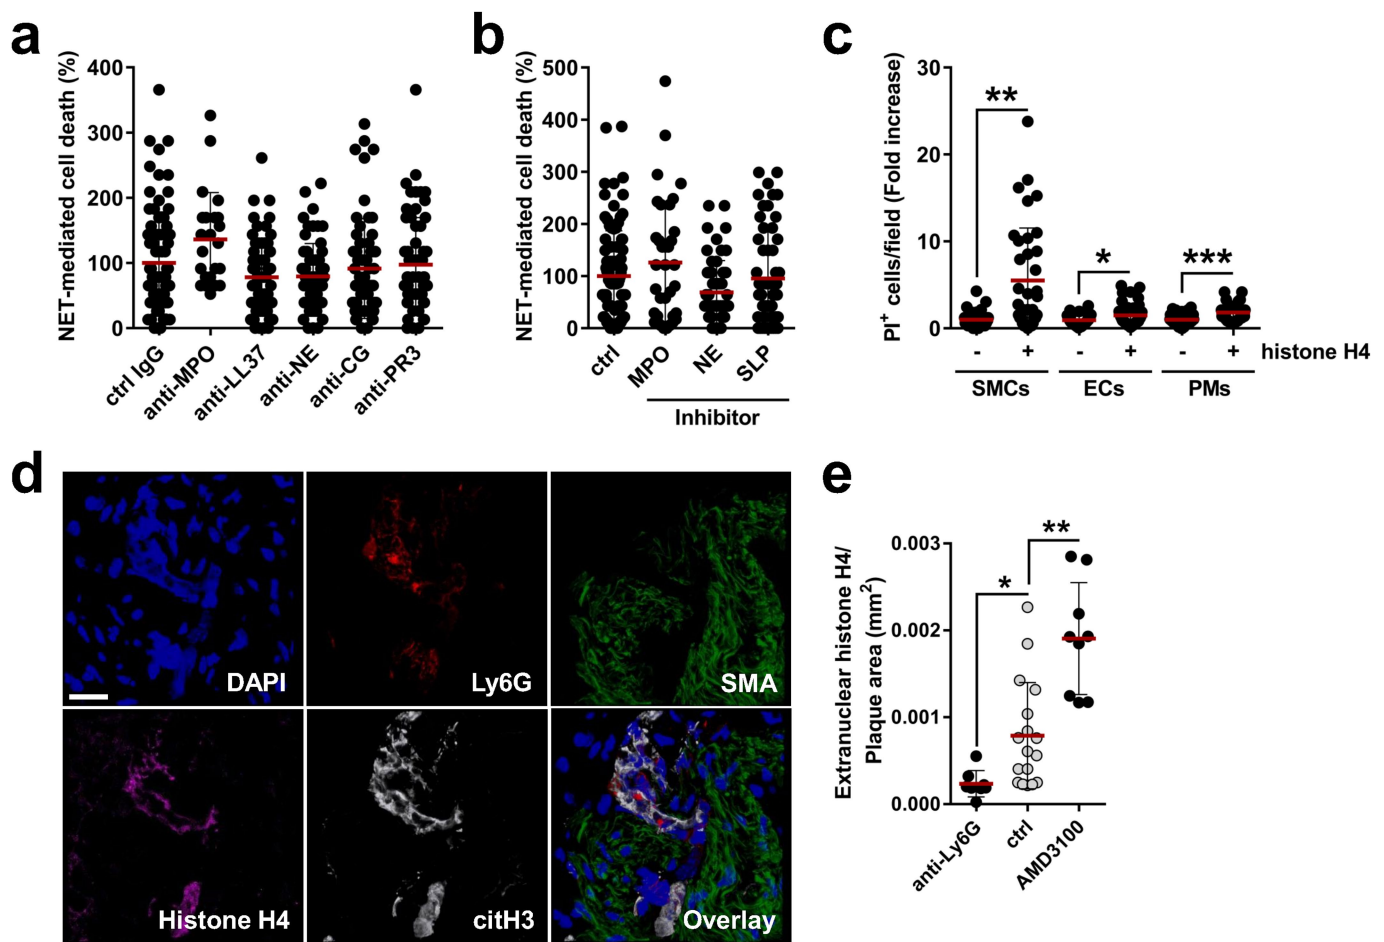 a
NET-mediated cell death (%)
400
300
200
100
0
ctrl IgG
anti-MPO
anti-LL37
anti-NE
anti-CG
anti-PR3
b
NET-mediated cell death (%)
500
400
300
200
100
0
ctrl
MPO
NE
SLP
Inhibitor
c
PI+ cells/field (Fold increase)
30
20
10
0
**
*
***
- + - + - + histone H4
SMCs ECs PMs
d
DAPI
Ly6G
SMA
Histone H4
citH3
Overlay
e
Extranuclear histone H4/
Plaque area (mm²)
0.003
0.002
0.001
0.000
*
**
anti-Ly6G
ctrl
AMD3100